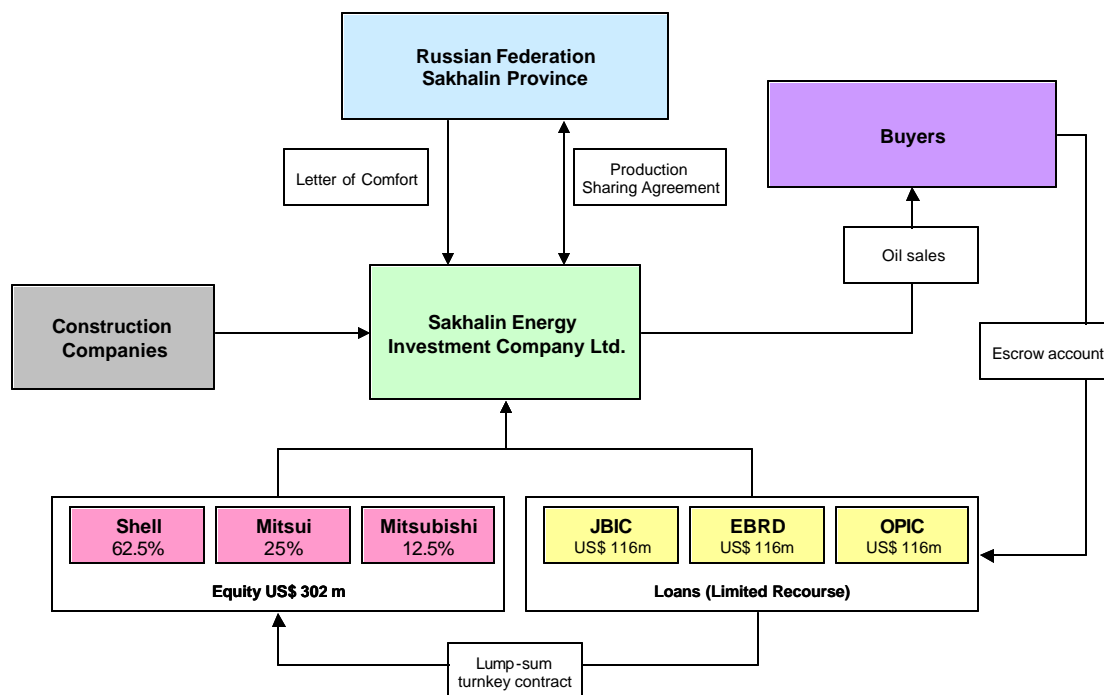 Russian Federation
Sakhalin Province
Buyers
Letter of Comfort
Production
Sharing Agreement
Oil sales
Construction
Companies
Sakhalin Energy
Investment Company Ltd.
Escrow account
Shell
62.5%
Mitsui
25%
Mitsubishi
12.5%
Equity US$ 302 m
JBIC
US$ 116m
EBRD
US$ 116m
OPIC
US$ 116m
Loans (Limited Recourse)
Lump-sum
turnkey contract